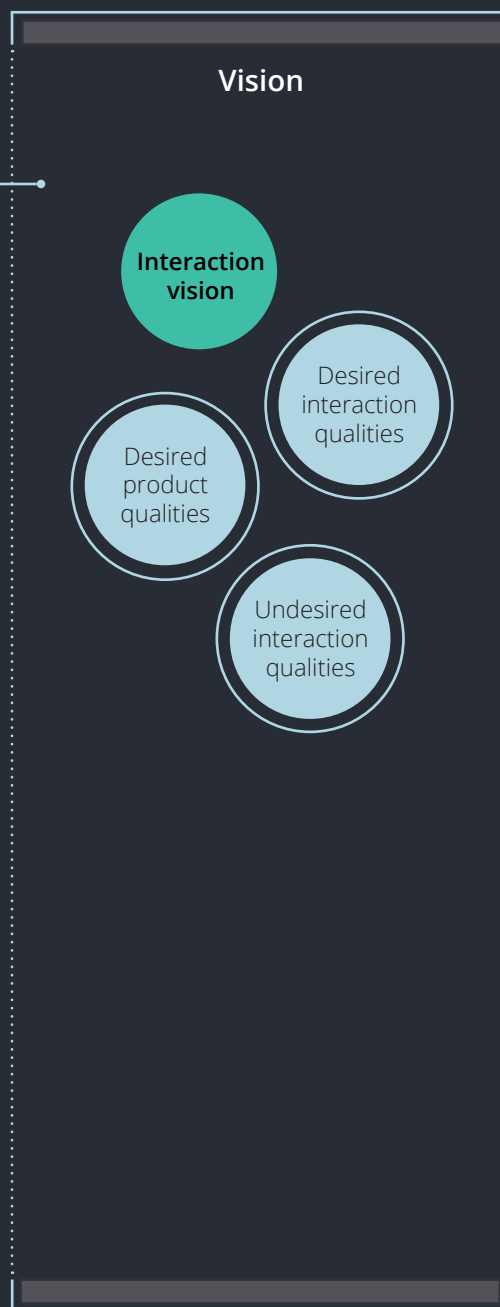 Vision
Interaction
vision
Desired
interaction
qualities
Desired
product
qualities
Undesired
interaction
qualities